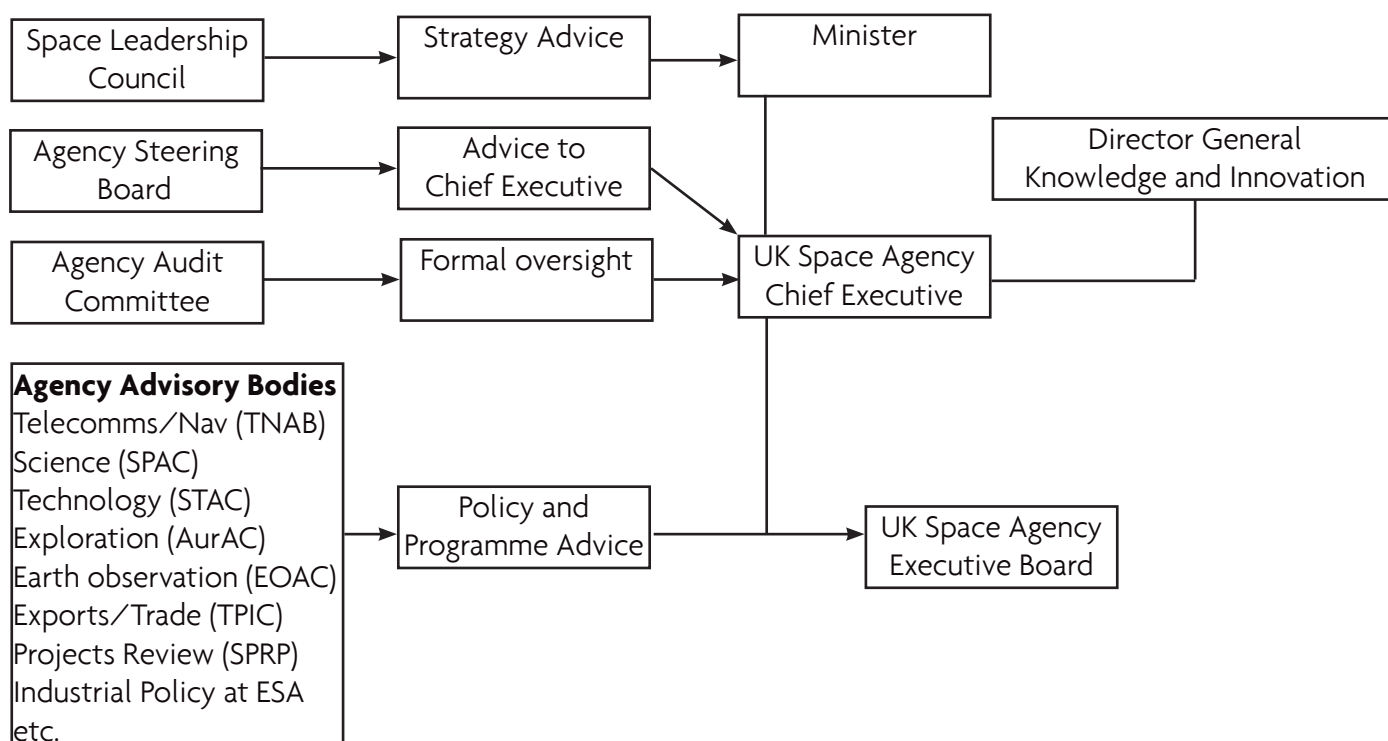 Space Leadership
Council
Strategy Advice
Minister
Agency Steering
Board
Advice to
Chief Executive
Director General
Knowledge and Innovation
Agency Audit
Committee
Formal oversight
UK Space Agency
Chief Executive
Agency Advisory Bodies
Telecomms/Nav (TNAB)
Science (SPAC)
Technology (STAC)
Exploration (AurAC)
Earth observation (EOAC)
Exports/Trade (TPIC)
Projects Review (SPRP)
Industrial Policy at ESA
etc.
Policy and
Programme Advice
UK Space Agency
Executive Board